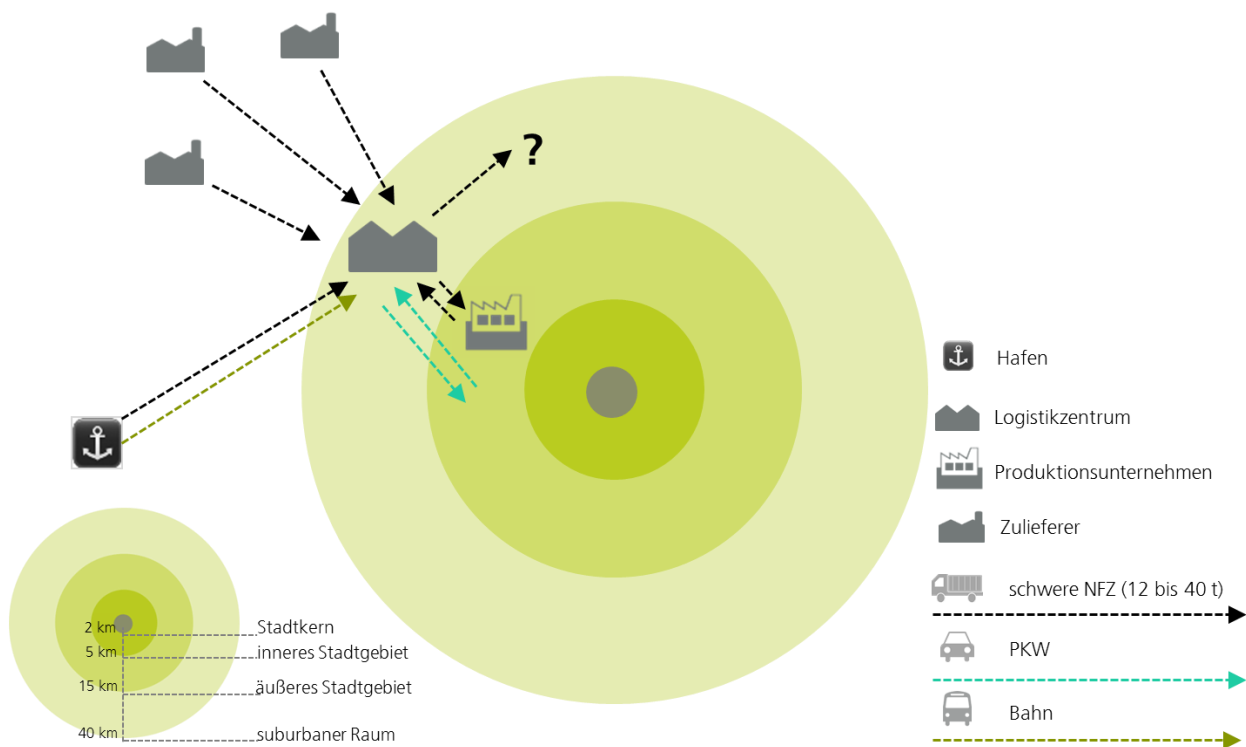 ?
Hafen
Logistikzentrum
Produktionsunternehmen
Zulieferer
schwere NFZ (12 bis 40 t)
PKW
Bahn
2 km Stadtkern
5 km inneres Stadtgebiet
15 km äußeres Stadtgebiet
40 km suburbaner Raum